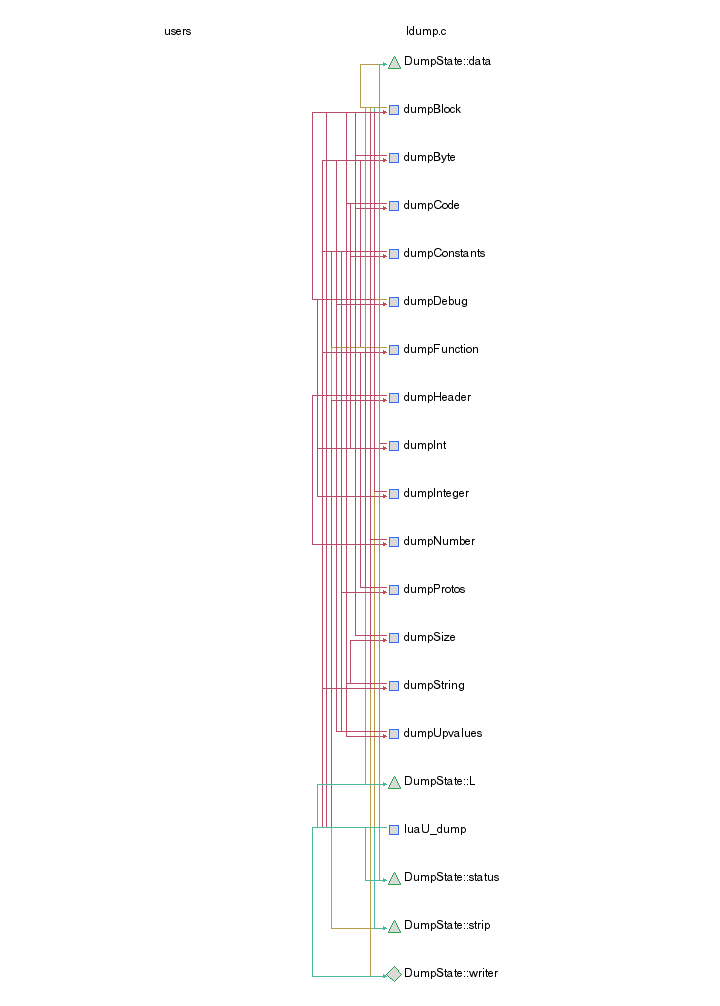 users
ldump.c
DumpState::data
dumpBlock
dumpByte
dumpCode
dumpConstants
dumpDebug
dumpFunction
dumpHeader
dumpInt
dumpInteger
dumpNumber
dumpProtos
dumpSize
dumpString
dumpUpvalues
DumpState::L
luaU_dump
DumpState::status
DumpState::strip
DumpState::writer